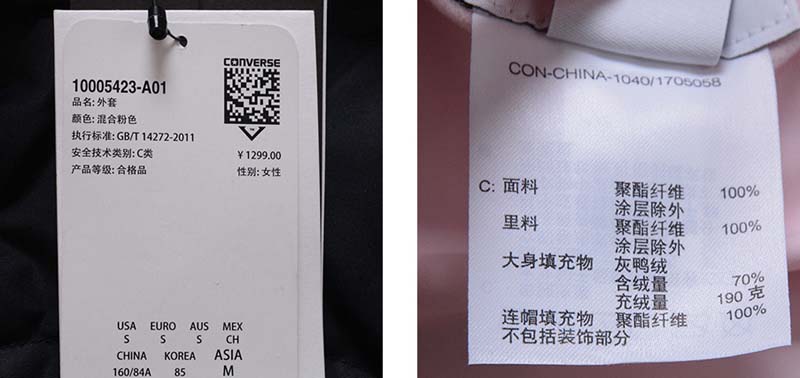 CONVERSE
10005423-A01
品名: 外套
颜色: 混合粉色
执行标准: GB/T 14272-2011
安全技术类别: C类
¥ 1299.00
产品等级: 合格品
性别: 女性
USA EURO AUS MEX
S S S CH
CHINA KOREA ASIA
160/84A 85 M
CON-CHINA-1040/1705058
C: 面料 聚酯纤维 100%
涂层除外
里料 聚酯纤维 100%
涂层除外
大身填充物 灰鸭绒
含绒量 70%
充绒量 190 克
连帽填充物 聚酯纤维 100%
不包括装饰部分